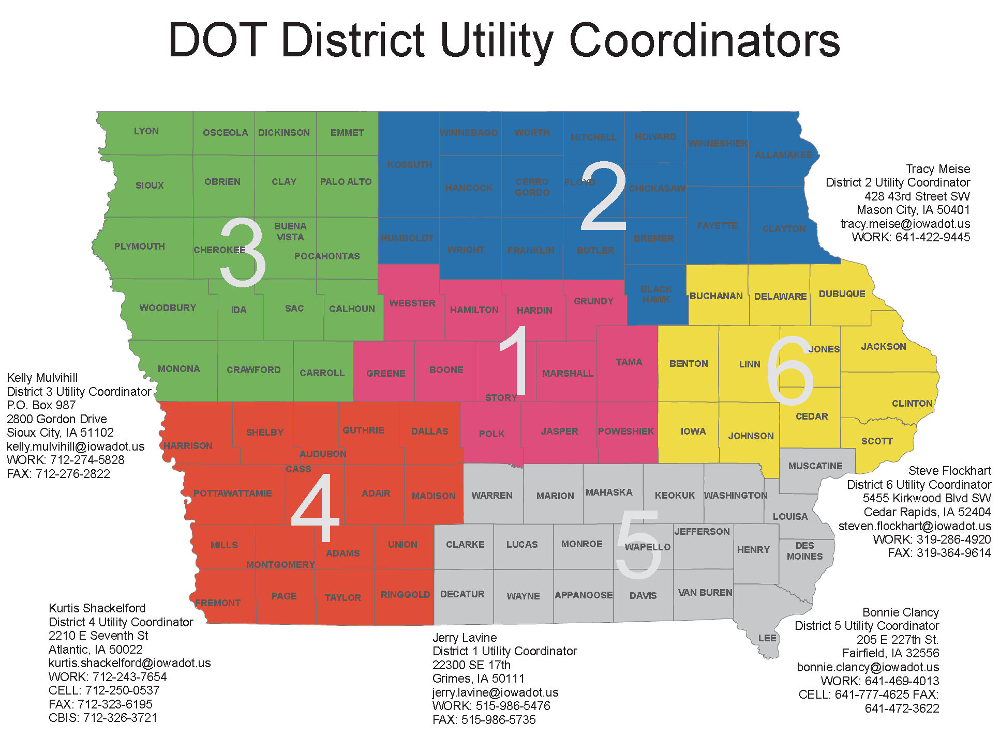 DOT District Utility Coordinators
LYON
OSCEOLA
DICKINSON
EMMET
KOSSUTH
WINNEBAGO
WORTH
MITCHELL
HOWARD
WINNESHIEK
ALLAMAKEE
SIOUX
OBRIEN
CLAY
PALO ALTO
HANCOCK
CERRO
GORDO
FLOYD
2
CHICKASAW
PLYMOUTH
CHEROKEE
3
BUENA
VISTA
POCAHONTAS
HUMBOLDT
WRIGHT
FRANKLIN
BUTLER
BREMER
FAYETTE
CLAYTON
WOODBURY
IDA
SAC
CALHOUN
WEBSTER
HAMILTON
HARDIN
GRUNDY
BLACK
HAWK
BUCHANAN
DELAWARE
DUBUQUE
MONONA
CRAWFORD
CARROLL
GREENE
BOONE
STORY
1
MARSHALL
TAMA
BENTON
LINN
6
JONES
JACKSON
CLINTON
HARRISON
SHELBY
AUDUBON
GUTHRIE
DALLAS
POLK
JASPER
POWESHIEK
IOWA
JOHNSON
CEDAR
SCOTT
MUSCATINE
POTTAWATTAMIE
CASS
4
ADAIR
MADISON
WARREN
MARION
MAHASKA
KEOKUK
WASHINGTON
LOUISA
MILLS
MONTGOMERY
ADAMS
UNION
CLARKE
LUCAS
MONROE
WAPELLO
5
JEFFERSON
HENRY
DES
MOINES
FREMONT
PAGE
TAYLOR
RINGGOLD
DECATUR
WAYNE
APPANOOSE
DAVIS
VAN BUREN
LEE
Tracy Meise
District 2 Utility Coordinator
428 43rd Street SW
Mason City, IA 50401
tracy.meise@iowadot.us
WORK: 641-422-9445
Kelly Mulvihill
District 3 Utility Coordinator
P.O. Box 987
2800 Gordon Drive
Sioux City, IA 51102
kelly.mulvihill@iowadot.us
WORK: 712-274-5828
FAX: 712-276-2822
Steve Flockhart
District 6 Utility Coordinator
5455 Kirkwood Blvd SW
Cedar Rapids, IA 52404
steven.flockhart@iowadot.us
WORK: 319-286-4920
FAX: 319-364-9614
Kurtis Shackelford
District 4 Utility Coordinator
2210 E Seventh St
Atlantic, IA 50022
kurtis.shackelford@iowadot.us
WORK: 712-243-7654
CELL: 712-250-0537
FAX: 712-323-6195
CBIS: 712-326-3721
Jerry Lavine
District 1 Utility Coordinator
22300 SE 17th
Grimes, IA 50111
jerry.lavine@iowadot.us
WORK: 515-986-5476
FAX: 515-986-5735
Bonnie Clancy
District 5 Utility Coordinator
205 E 227th St.
Fairfield, IA 32556
bonnie.clancy@iowadot.us
WORK: 641-469-4013
CELL: 641-777-4625 FAX:
641-472-3622